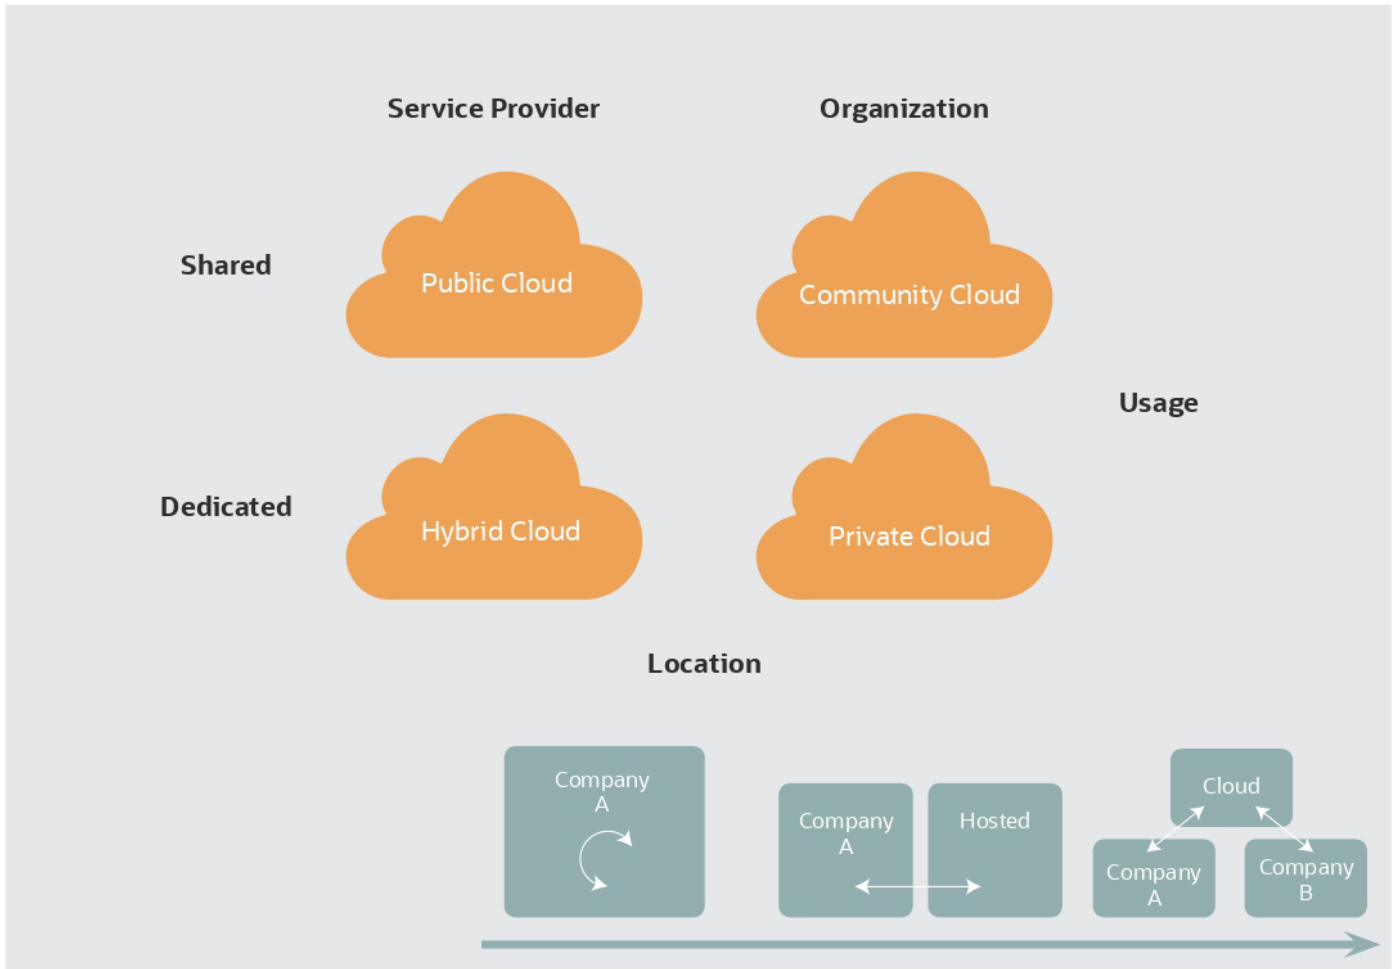 Service Provider
Organization
Shared
Public Cloud
Community Cloud
Usage
Dedicated
Hybrid Cloud
Private Cloud
Location
Company
A
Company
A
Hosted
Cloud
Company
A
Company
B